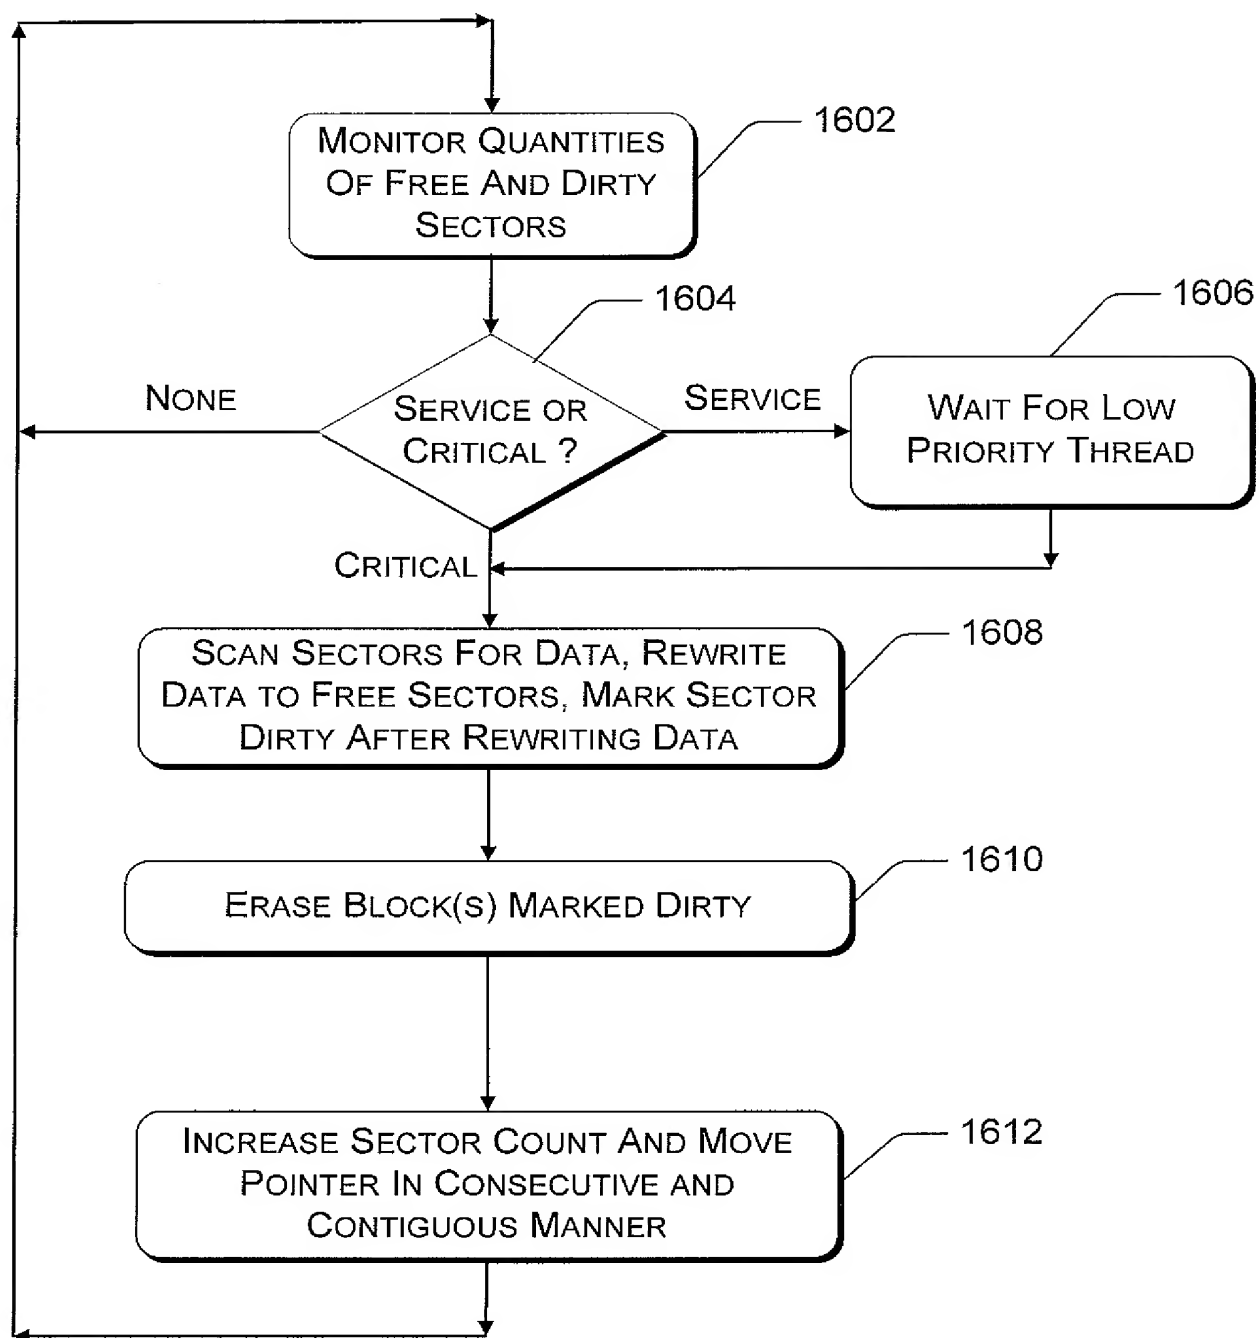 1602
MONITOR QUANTITIES
OF FREE AND DIRTY
SECTORS
1604
1606
NONE
SERVICE OR
CRITICAL ?
SERVICE
WAIT FOR LOW
PRIORITY THREAD
CRITICAL
1608
SCAN SECTORS FOR DATA, REWRITE
DATA TO FREE SECTORS, MARK SECTOR
DIRTY AFTER REWRITING DATA
1610
ERASE BLOCK(S) MARKED DIRTY
1612
INCREASE SECTOR COUNT AND MOVE
POINTER IN CONSECUTIVE AND
CONTIGUOUS MANNER